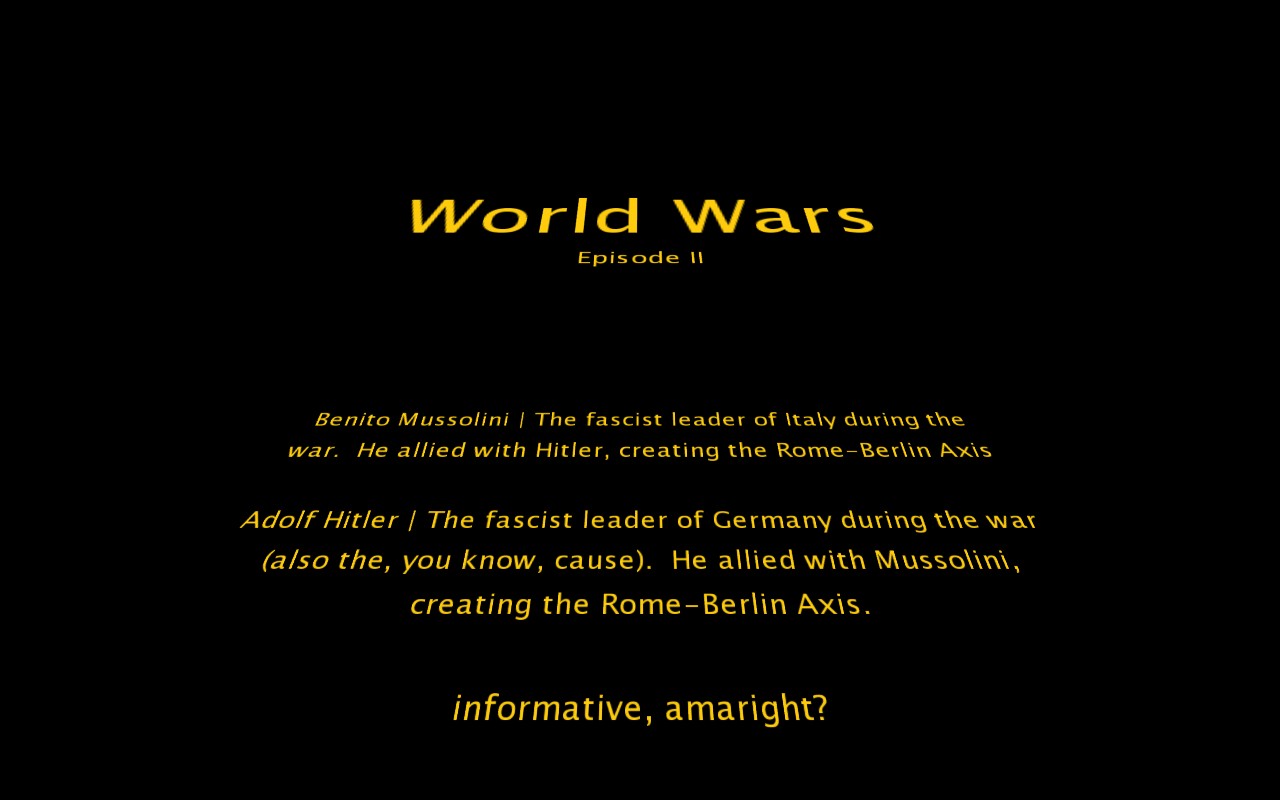 World Wars
Episode II
Benito Mussolini | The fascist leader of Italy during the
war.  He allied with Hitler, creating the Rome-Berlin Axis
Adolf Hitler | The fascist leader of Germany during the war
(also the, you know, cause).  He allied with Mussolini,
creating the Rome-Berlin Axis.
informative, amaright?